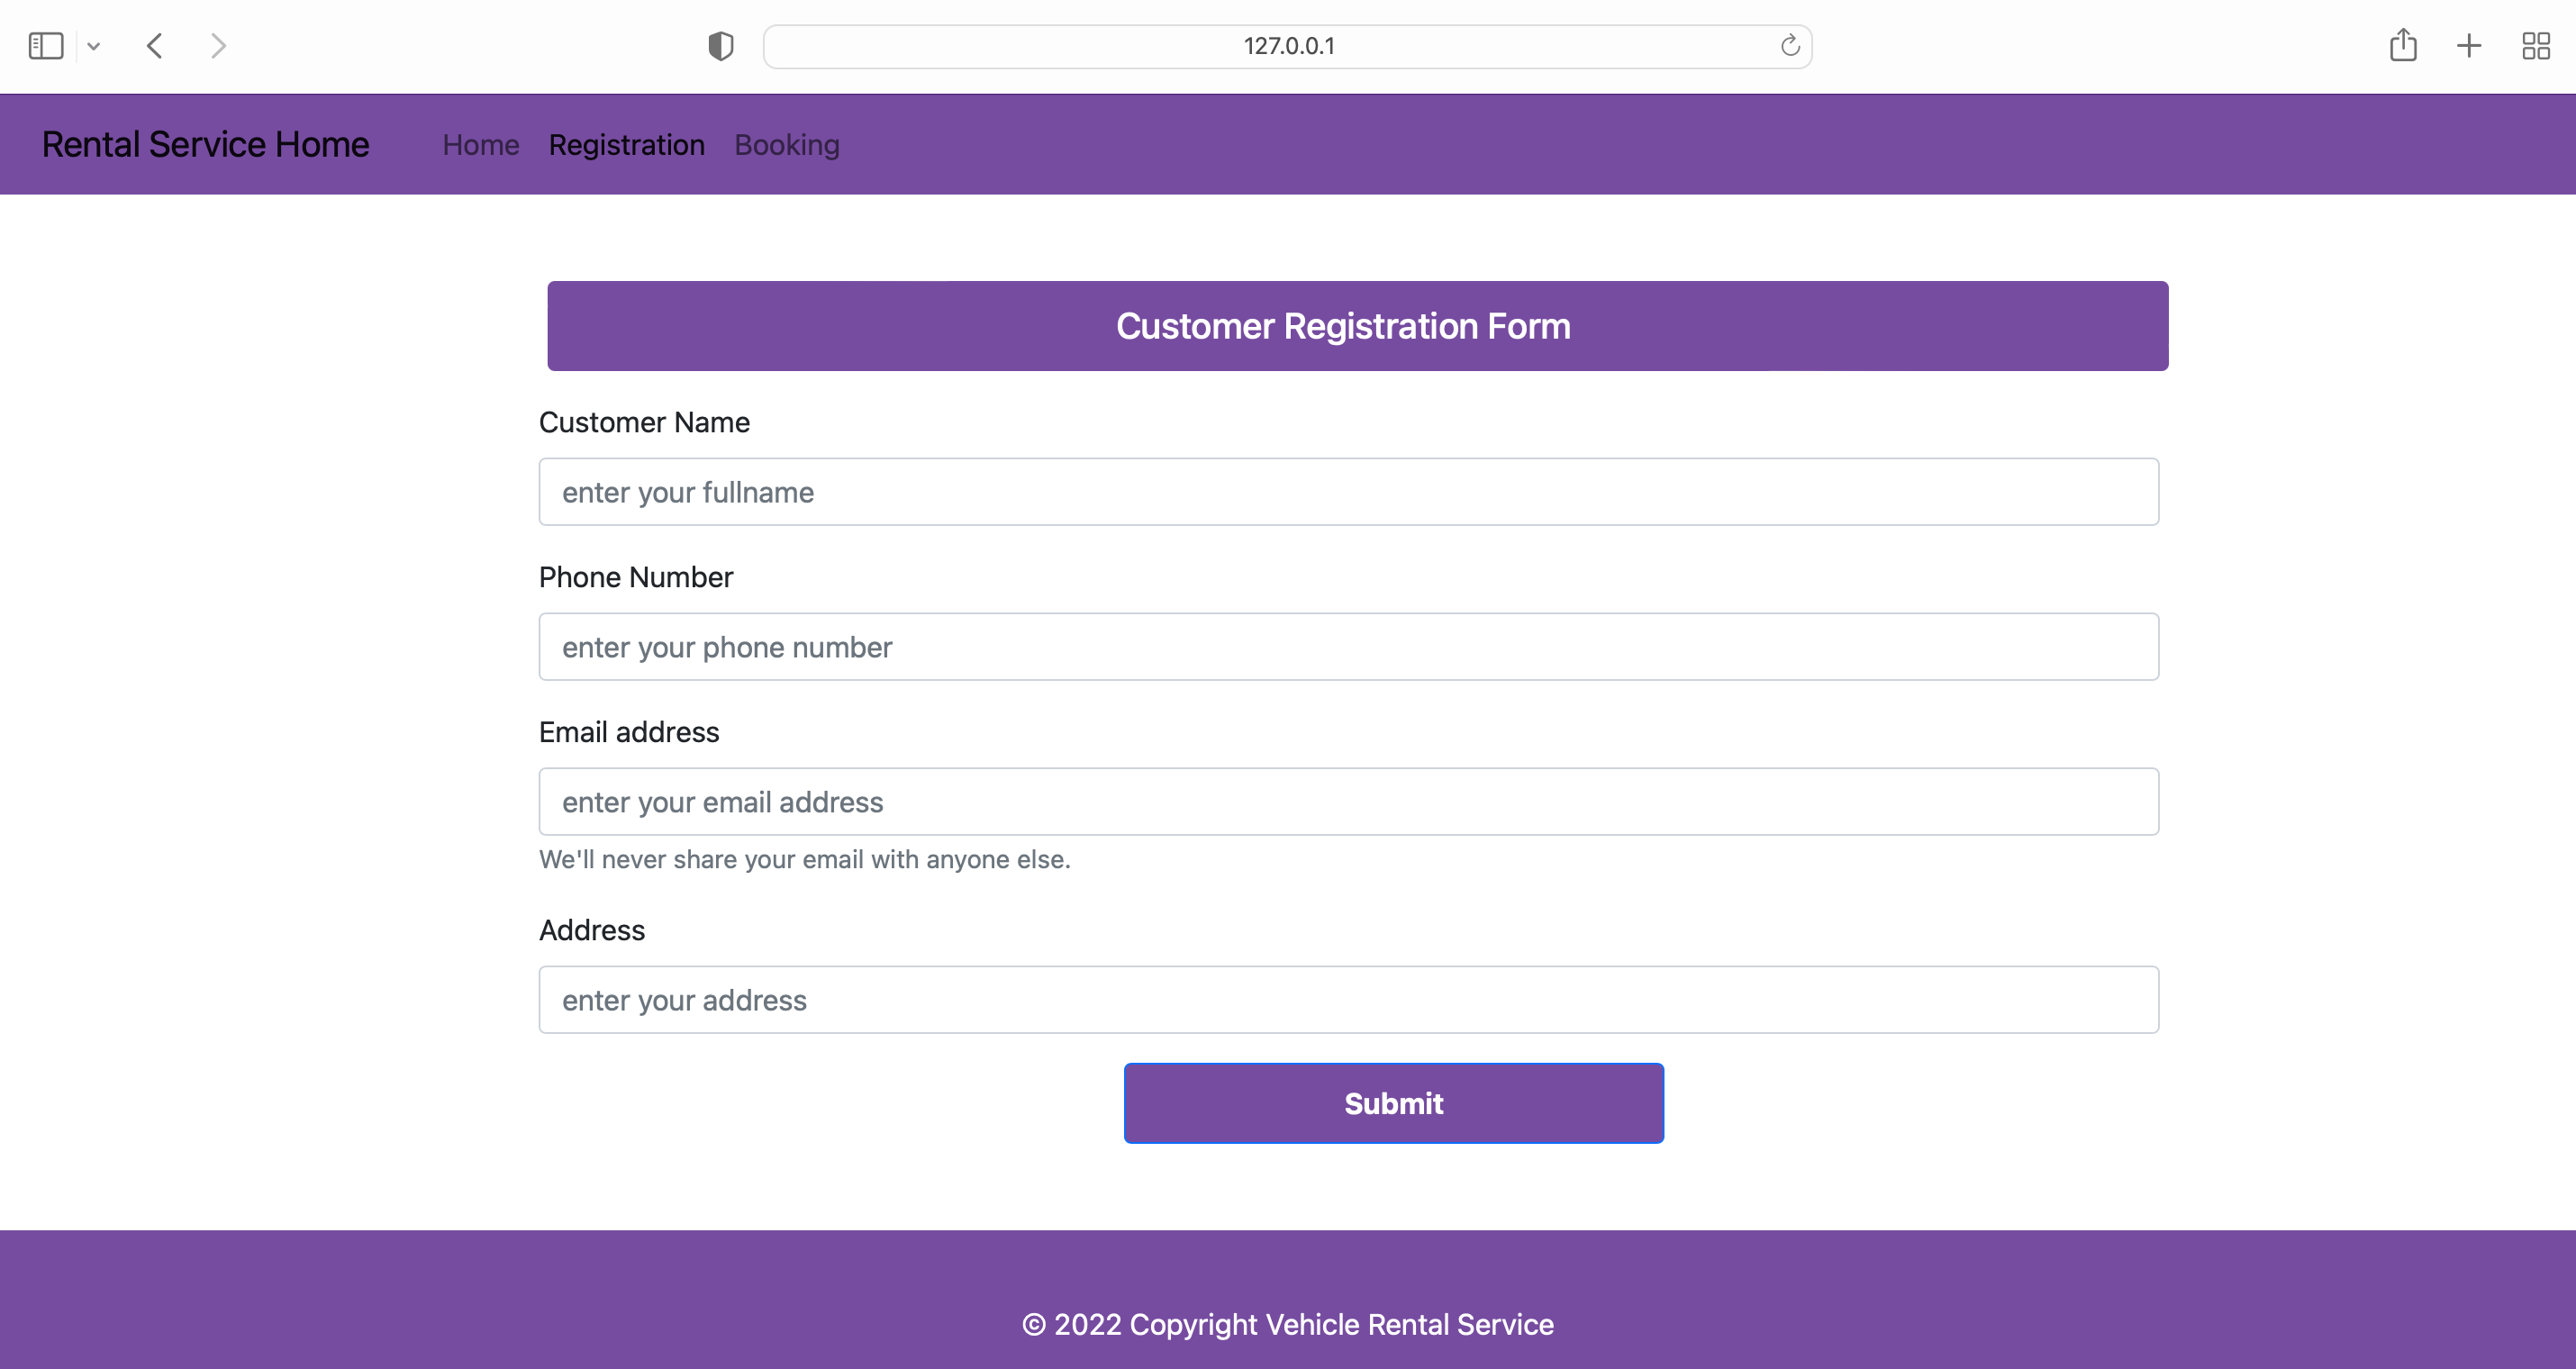 127.0.0.1
Rental Service Home Home Registration Booking
Customer Registration Form
Customer Name
enter your fullname
Phone Number
enter your phone number
Email address
enter your email address
We'll never share your email with anyone else.
Address
enter your address
Submit
© 2022 Copyright Vehicle Rental Service